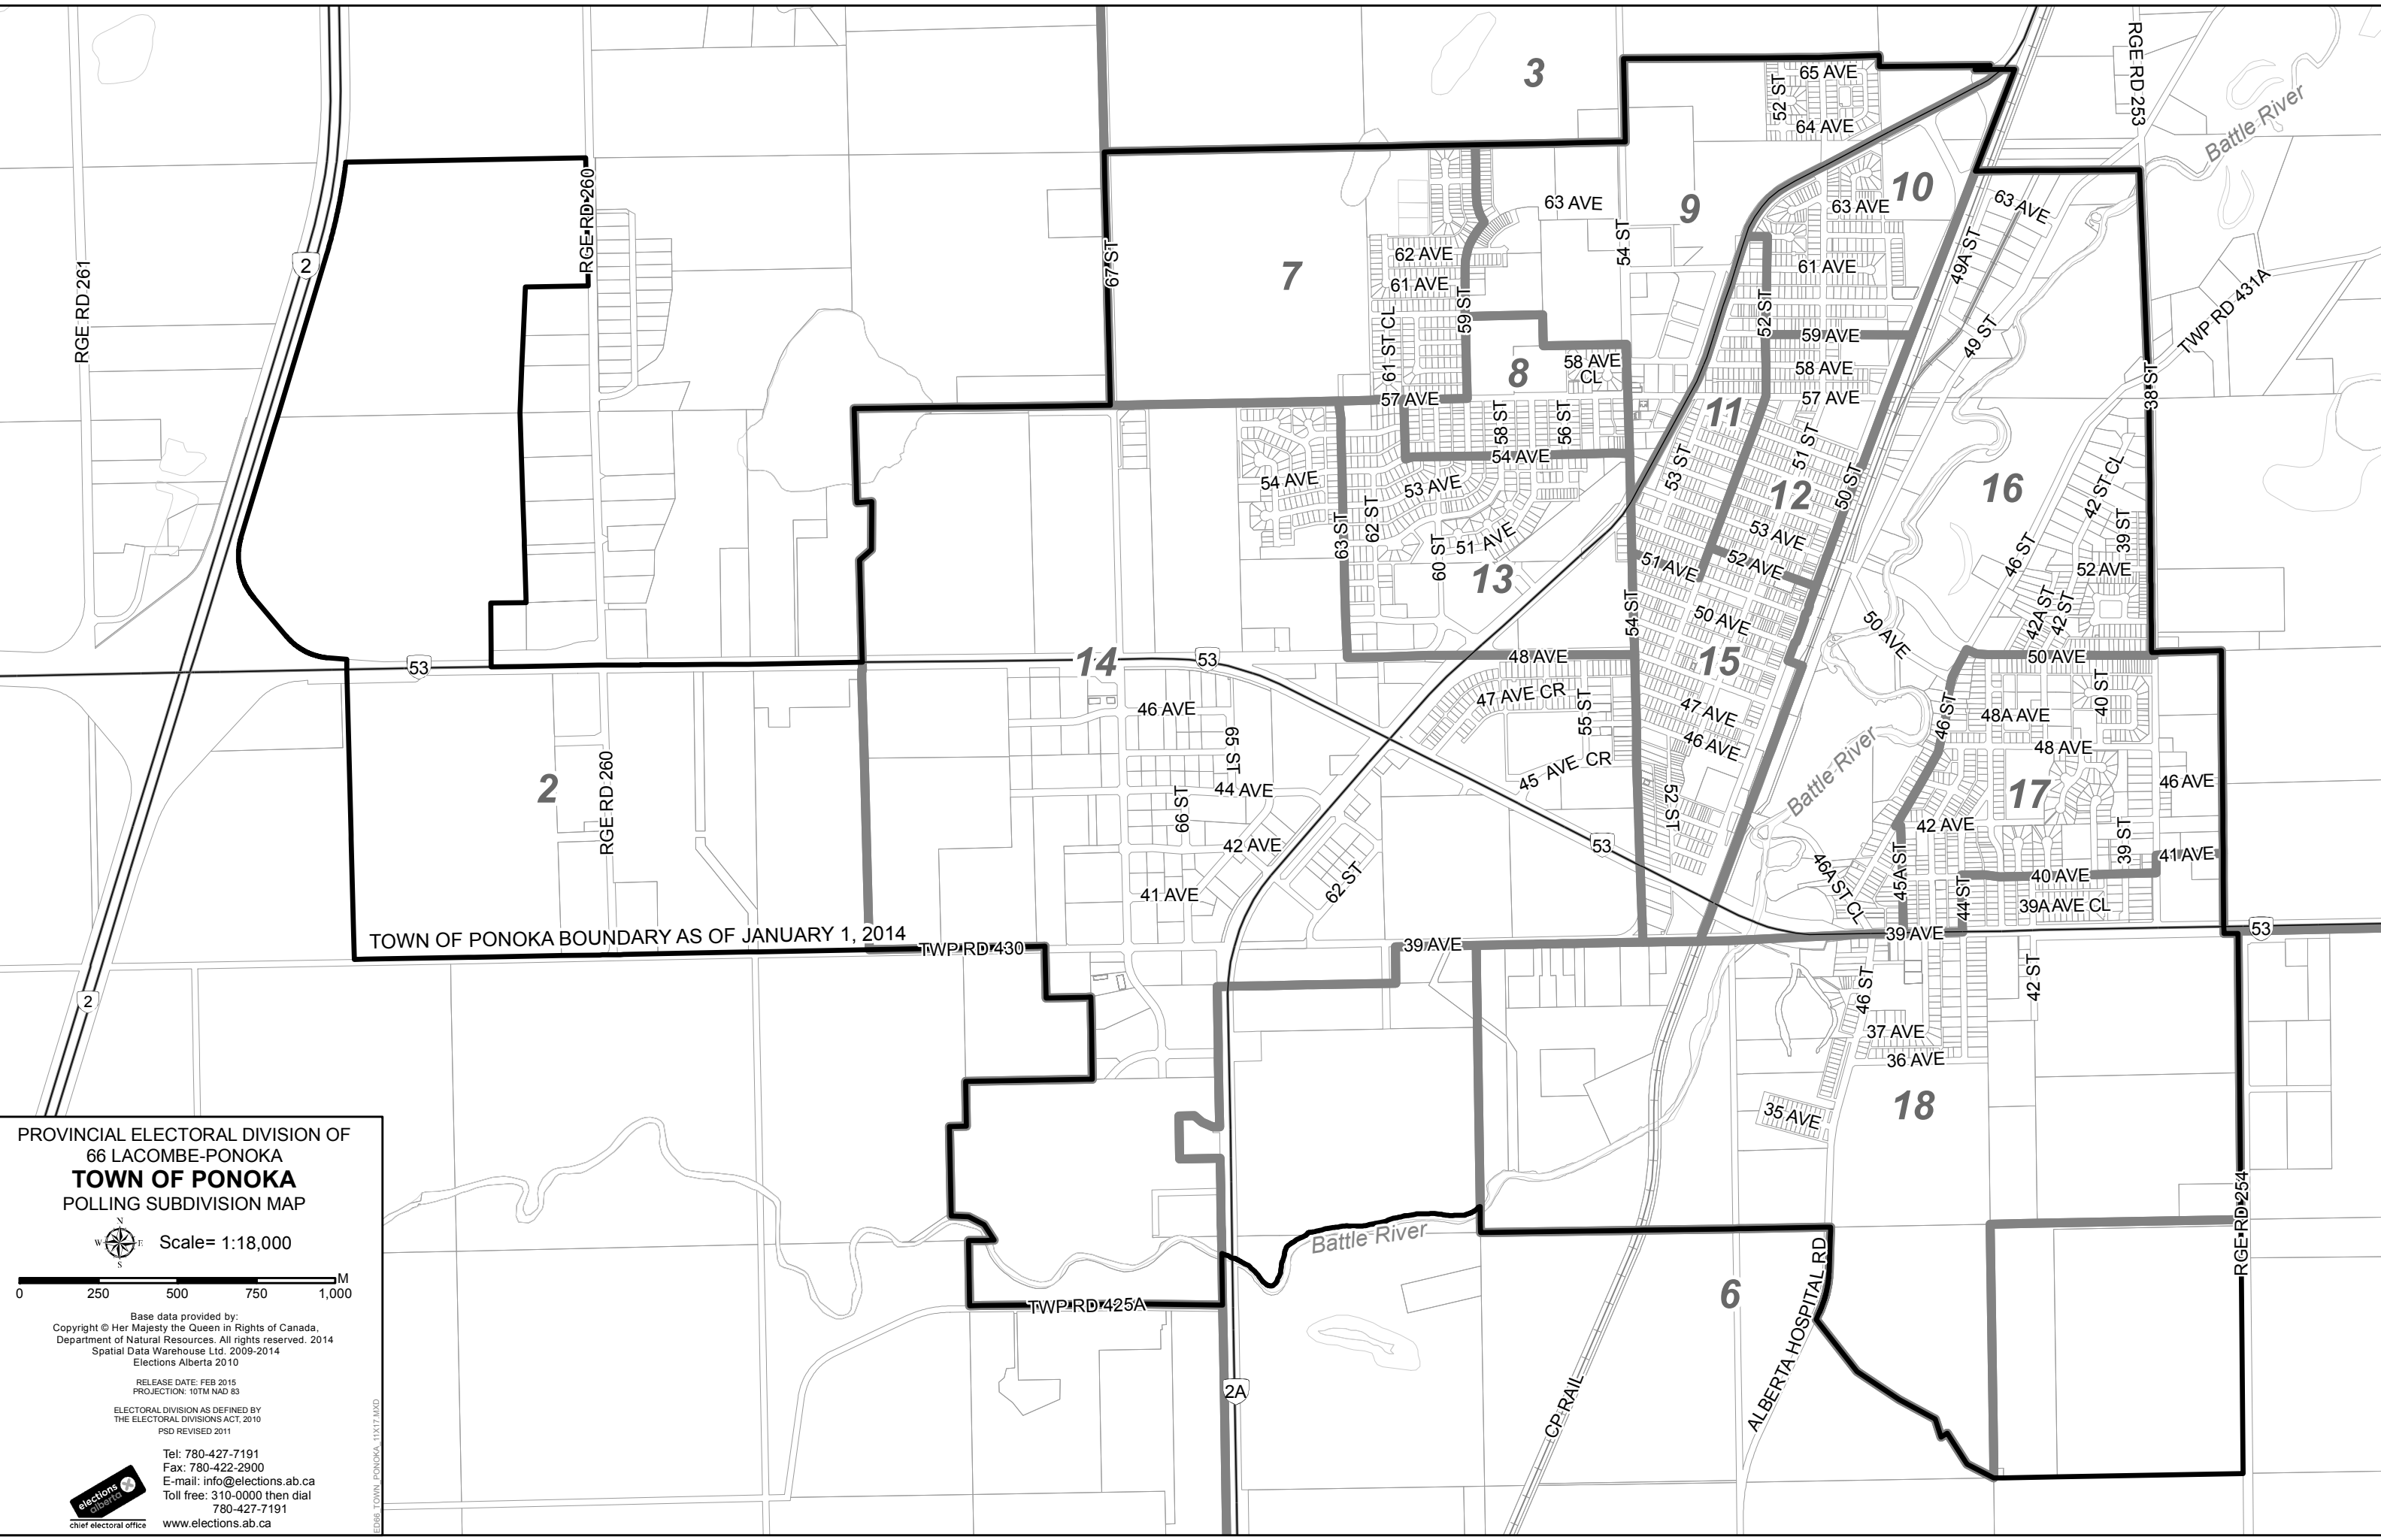 3
65 AVE
52 ST
64 AVE
RGE RD 253
Battle River
RGE RD 260
10
63 AVE
63 AVE
63 AVE
9
54 ST
49A ST
67 ST
62 AVE
7
61 AVE
61 AVE
2
RGE RD 261
TWP RD 431A
59 ST
52 ST
61 ST CL
59 AVE
49 ST
8
58 AVE
CL
58 AVE
57 AVE
57 AVE
38 ST
58 ST
56 ST
11
51 ST
54 AVE
53 ST
54 AVE
53 AVE
12
50 ST
16
42 ST CL
62 ST
63 ST
51 AVE
60 ST
53 AVE
39 ST
46 ST
13
51 AVE
52 AVE
52 AVE
54 ST
50 AVE
50 AVE
42A ST
42 ST
53
14
53
48 AVE
15
50 AVE
47 AVE CR
55 ST
47 AVE
46 ST
48A AVE
40 ST
46 AVE
65 ST
46 AVE
48 AVE
2
RGE RD 260
44 AVE
45 AVE CR
52 ST
Battle River
17
46 AVE
66 ST
42 AVE
53
42 AVE
39 ST
41 AVE
62 ST
41 AVE
46A ST CL
45A ST
44 ST
40 AVE
39A AVE CL
TOWN OF PONOKA BOUNDARY AS OF JANUARY 1, 2014
TWP RD 430
39 AVE
39 AVE
53
2
46 ST
42 ST
37 AVE
36 AVE
18
35 AVE
Battle River
RGE RD 254
TWP RD 425A
6
ALBERTA HOSPITAL RD
2A
CP RAIL
PROVINCIAL ELECTORAL DIVISION OF
66 LACOMBE-PONOKA
TOWN OF PONOKA
POLLING SUBDIVISION MAP
N
W E
S
Scale= 1:18,000
M
0 250 500 750 1,000
Base data provided by:
Copyright © Her Majesty the Queen in Rights of Canada,
Department of Natural Resources. All rights reserved. 2014
Spatial Data Warehouse Ltd. 2009-2014
Elections Alberta 2010
RELEASE DATE: FEB 2015
PROJECTION: 10TM NAD 83
ELECTORAL DIVISION AS DEFINED BY
THE ELECTORAL DIVISIONS ACT, 2010
PSD REVISED 2011
Tel: 780-427-7191
Fax: 780-422-2900
E-mail: info@elections.ab.ca
Toll free: 310-0000 then dial
780-427-7191
www.elections.ab.ca
elections
alberta
chief electoral office
ED66_TOWN_PONOKA_11X17.MXD